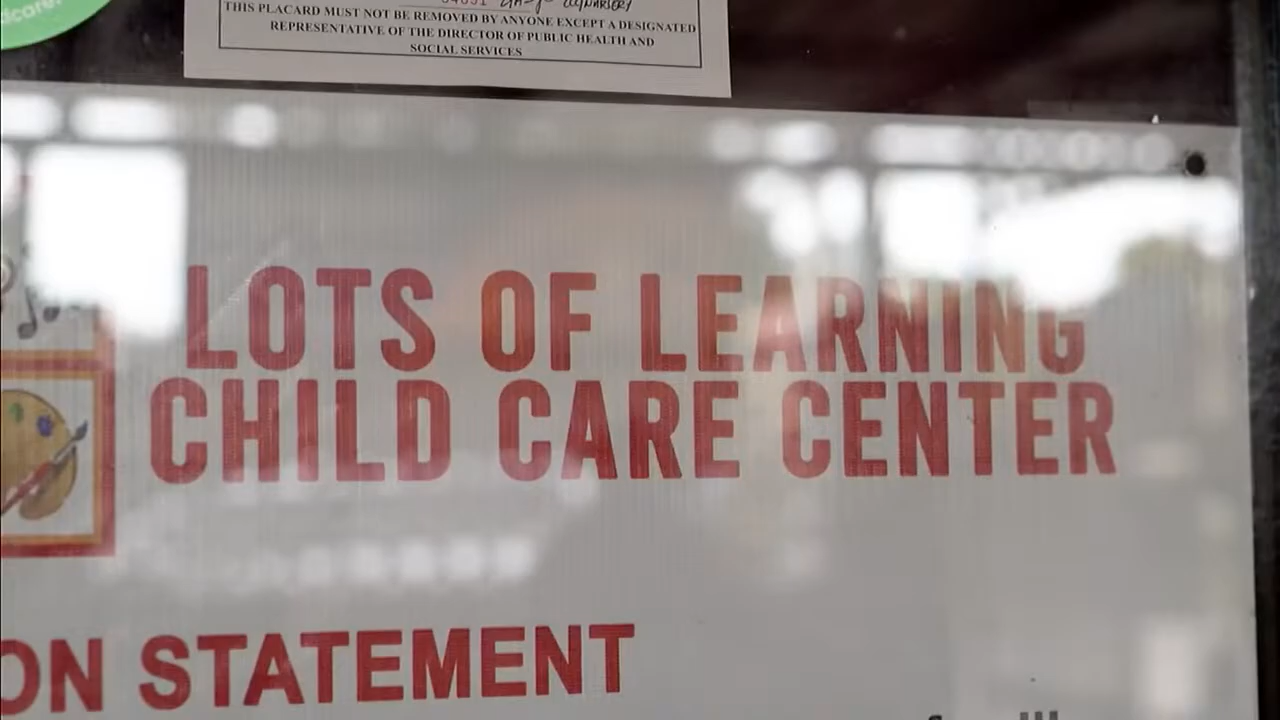 THIS PLACARD MUST NOT BE REMOVED BY ANYONE EXCEPT A DESIGNATED
REPRESENTATIVE OF THE DIRECTOR OF PUBLIC HEALTH AND
SOCIAL SERVICES
LOTS OF LEARNING
CHILD CARE CENTER
ON STATEMENT